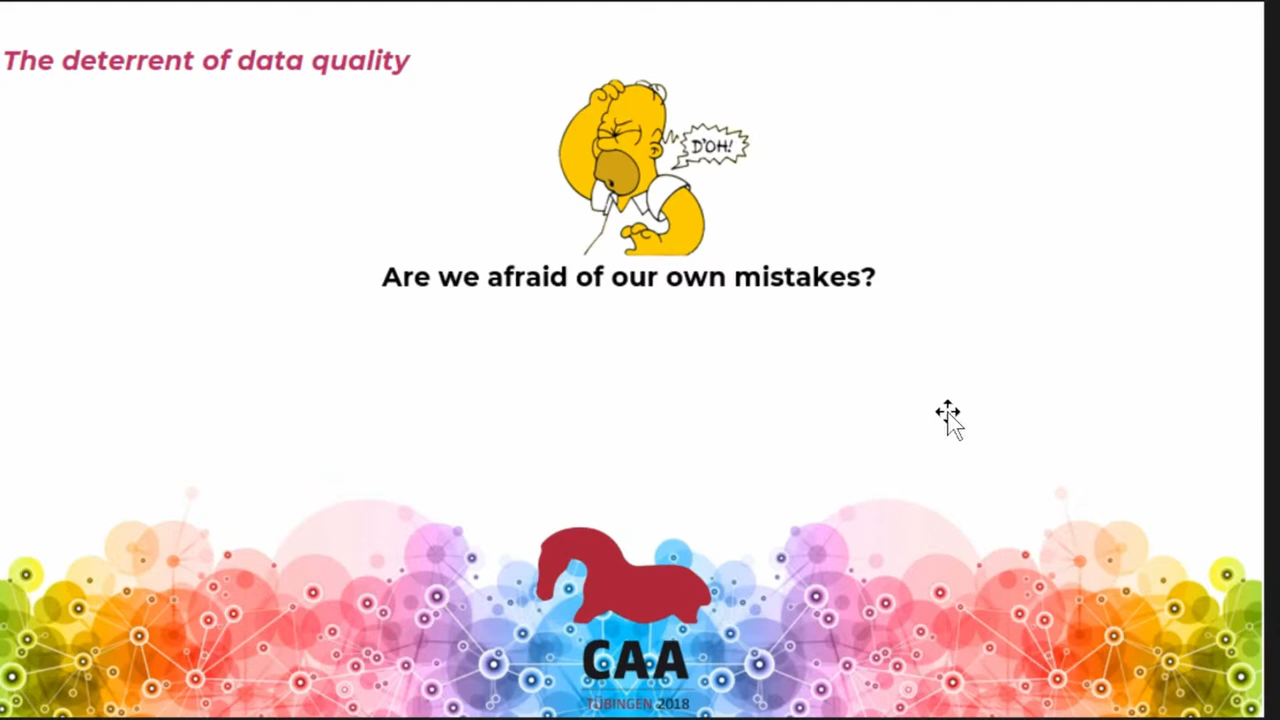 The deterrent of data quality
D'OH!
Are we afraid of our own mistakes?
CAA
TÜBINGEN 2018